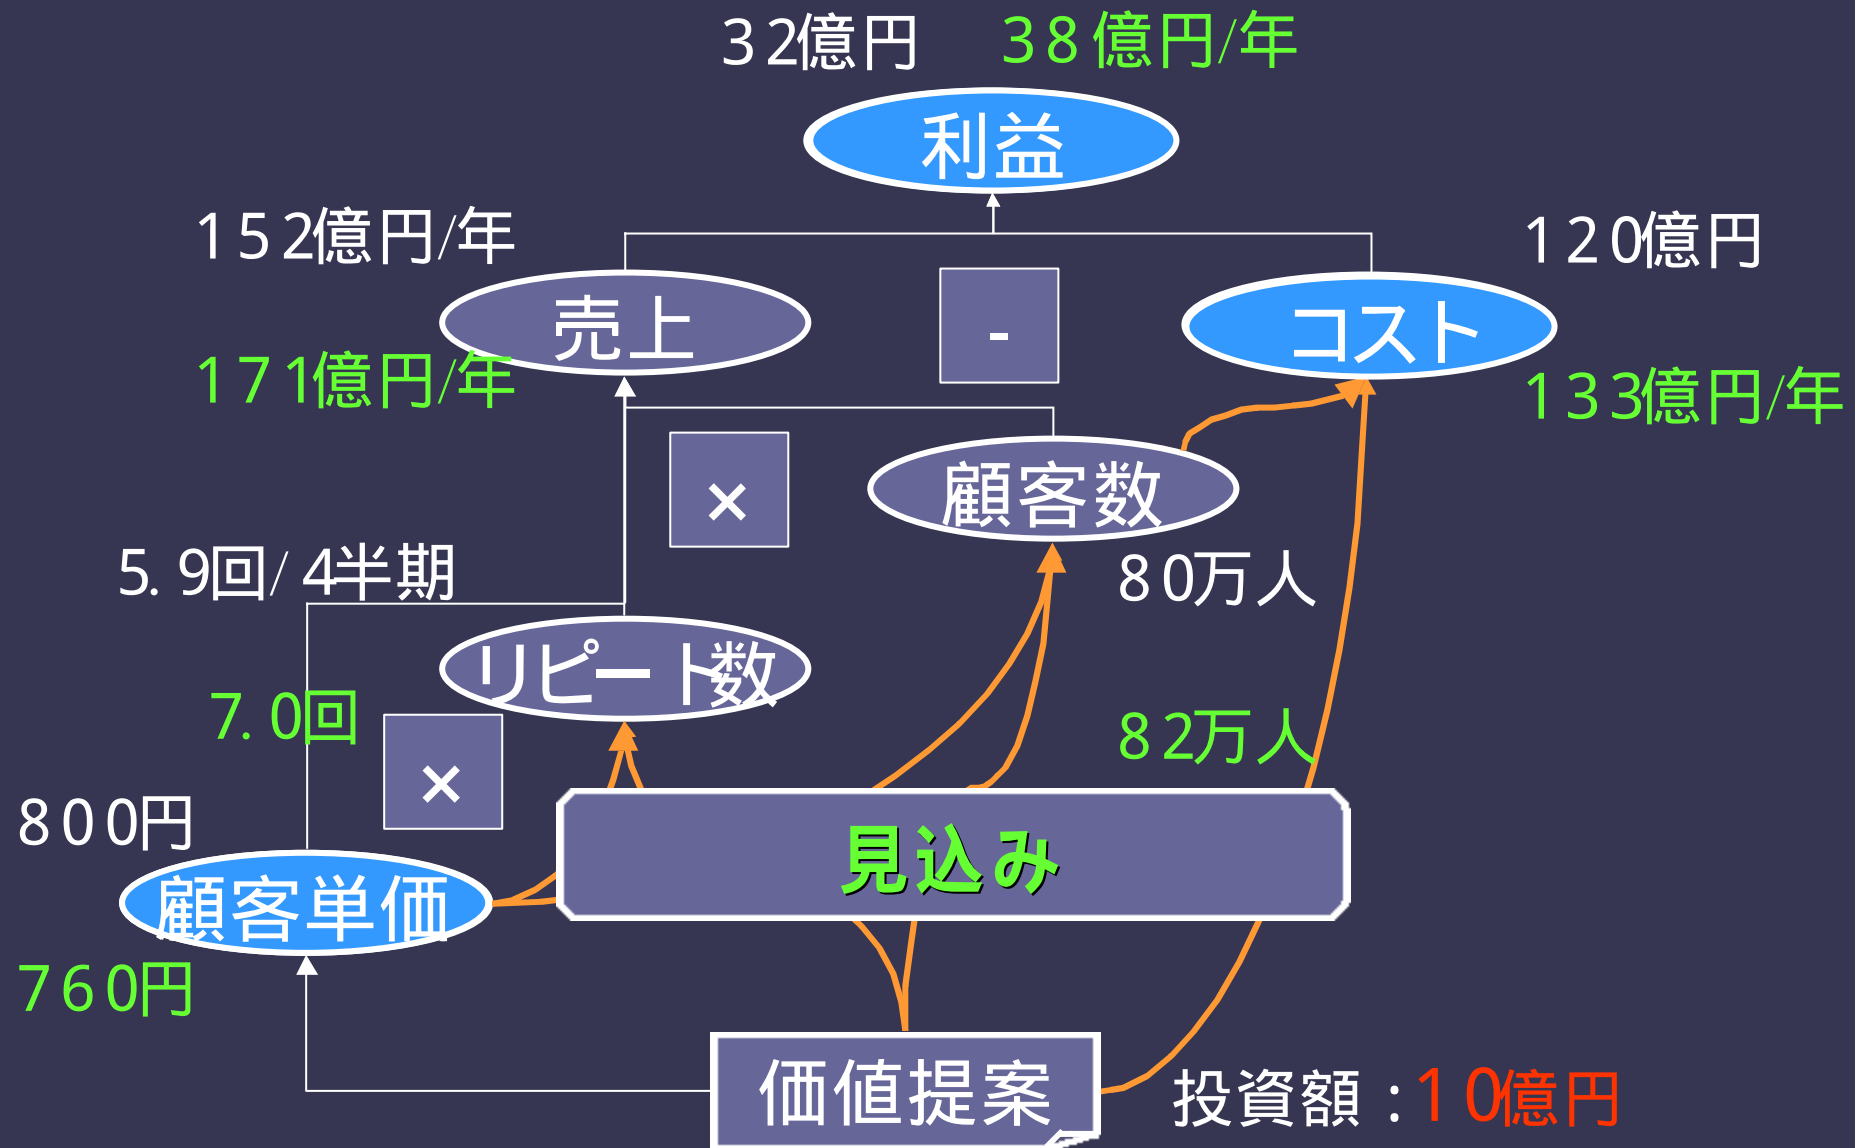 32億円 38億円/年
利益
152億円/年
120億円
売上
-
コスト
171億円/年
133億円/年
×
顧客数
5.9回/4半期
80万人
リピート数
7.0回
82万人
×
800円
見込み
顧客単価
760円
価値提案
投資額:10億円